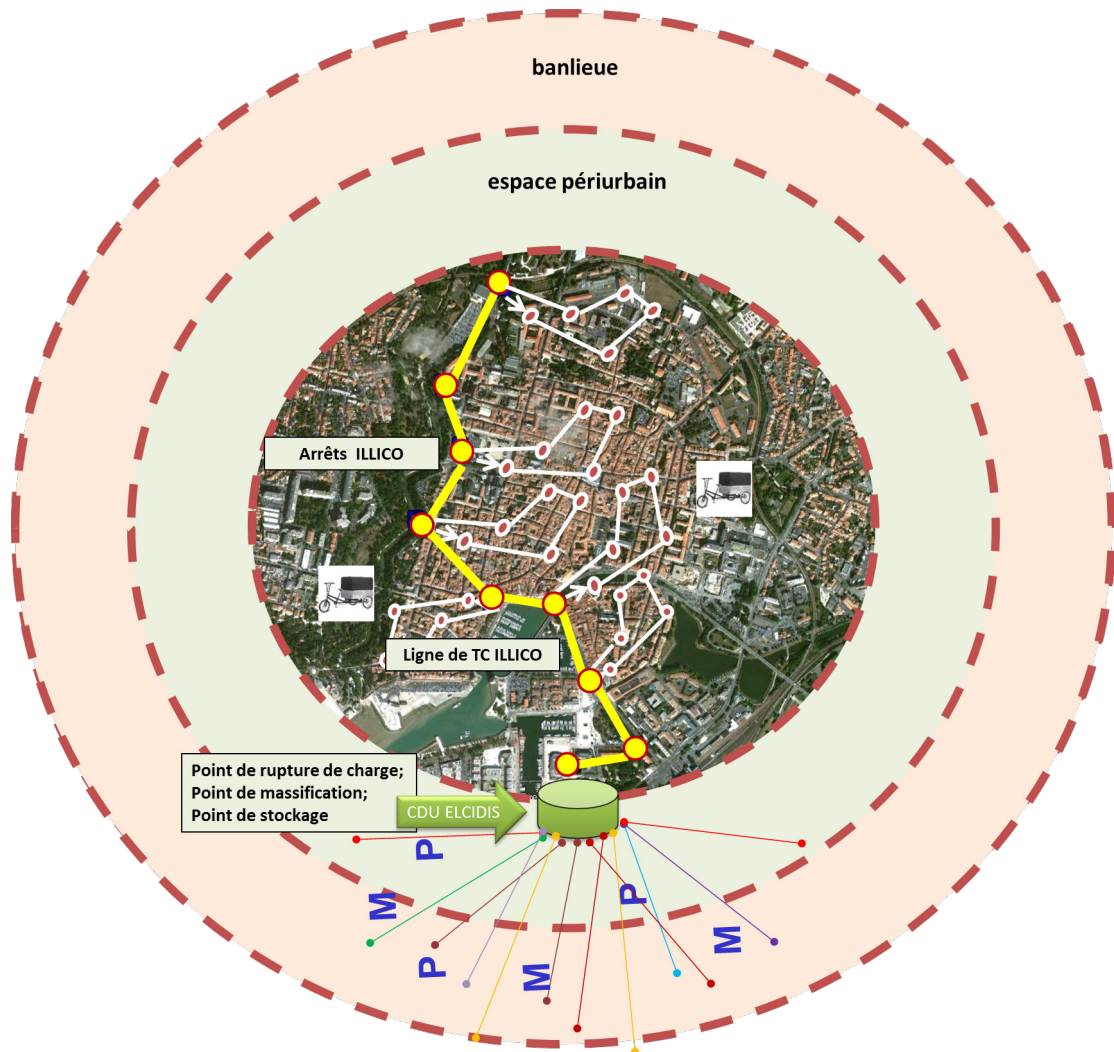 banlieue
espace périurbain
Arrêts ILLICO
Ligne de TC ILLICO
Point de rupture de charge;
Point de massification;
Point de stockage
CDU ELCIDIS
P
M
P
M
P
M